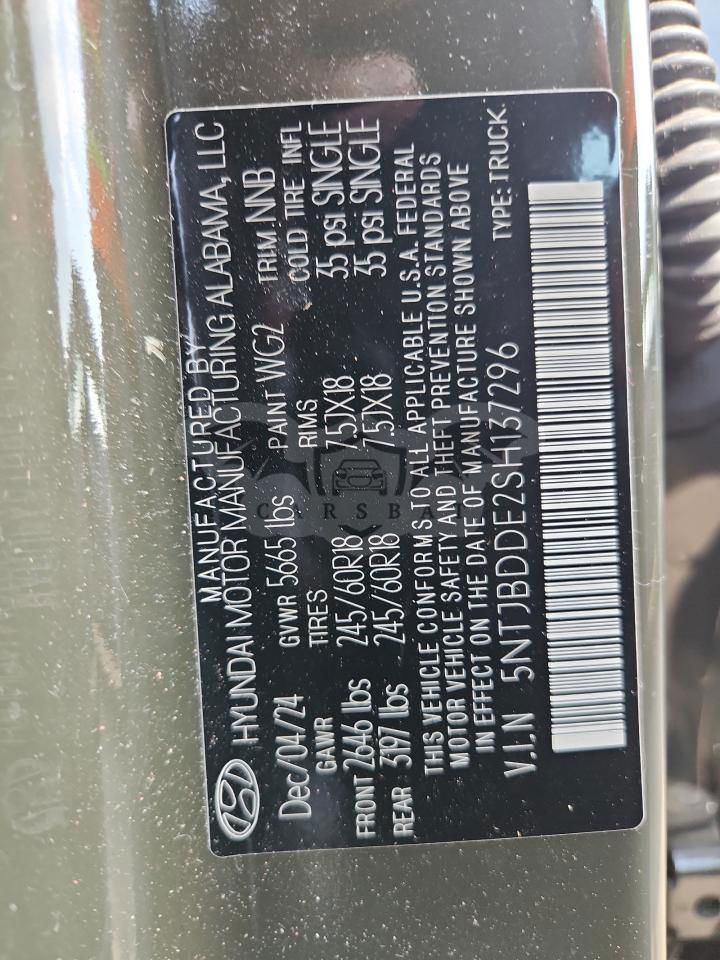 MANUFACTURED BY
HYUNDAI MOTOR MANUFACTURING ALABAMA, LLC
Dec/04/24 GVWR 5665 lbs PAINT WG2 TRIM NNB
GAWR TIRES RIMS COLD TIRE INFL
FRONT 2646 lbs 245/60R18 7.5JX18 35 psi SINGLE
REAR 3197 lbs 245/60R18 7.5JX18 35 psi SINGLE
THIS VEHICLE CONFORMS TO ALL APPLICABLE U.S.A. FEDERAL
MOTOR VEHICLE SAFETY AND THEFT PREVENTION STANDARDS
IN EFFECT ON THE DATE OF MANUFACTURE SHOWN ABOVE
V.I.N 5NTJBDDE2SH137296 TYPE: TRUCK